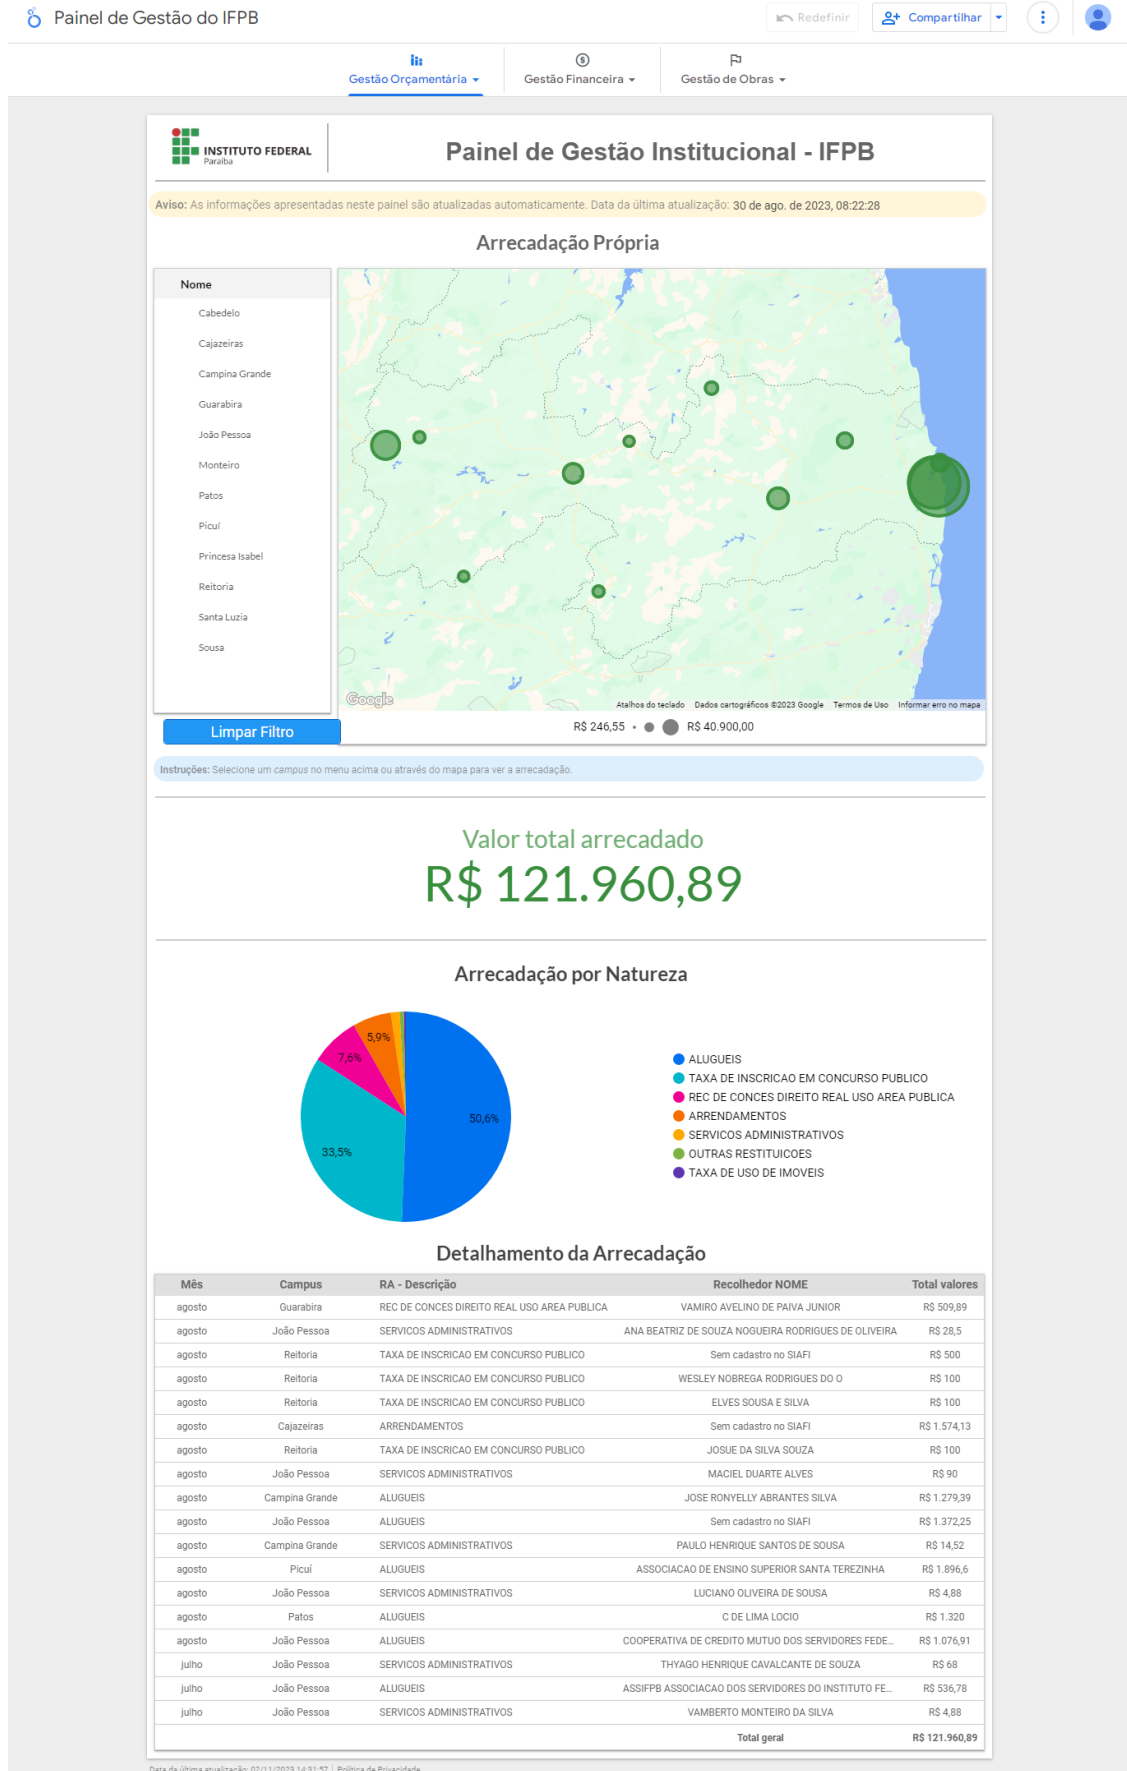 Painel de Gestão do IFPB
Redefinir
Compartilhar
Gestão Orçamentária
Gestão Financeira
Gestão de Obras
INSTITUTO FEDERAL
Paraíba
Painel de Gestão Institucional - IFPB
Aviso: As informações apresentadas neste painel são atualizadas automaticamente. Data da última atualização: 30 de ago. de 2023, 08:22:28
Arrecadação Própria
Nome
Cabedelo
Cajazeiras
Campina Grande
Guarabira
João Pessoa
Monteiro
Patos
Picuí
Princesa Isabel
Reitoria
Santa Luzia
Sousa
Google
Atalhos do teclado Dados cartográficos ©2023 Google Termos de Uso Informar erro no mapa
Limpar Filtro
R$ 246,55 R$ 40.900,00
Instruções: Selecione um campus no menu acima ou através do mapa para ver a arrecadação.
Valor total arrecadado
R$ 121.960,89
Arrecadação por Natureza
5,9%
7,6%
50,6%
33,5%
ALUGUEIS
TAXA DE INSCRICAO EM CONCURSO PUBLICO
REC DE CONCES DIREITO REAL USO AREA PUBLICA
ARRENDAMENTOS
SERVICOS ADMINISTRATIVOS
OUTRAS RESTITUICOES
TAXA DE USO DE IMOVEIS
Detalhamento da Arrecadação
Mês Campus RA - Descrição Recolhedor NOME Total valores
agosto Guarabira REC DE CONCES DIREITO REAL USO AREA PUBLICA VAMIRO AVELINO DE PAIVA JUNIOR R$ 509,89
agosto João Pessoa SERVICOS ADMINISTRATIVOS ANA BEATRIZ DE SOUZA NOGUEIRA RODRIGUES DE OLIVEIRA R$ 28,5
agosto Reitoria TAXA DE INSCRICAO EM CONCURSO PUBLICO Sem cadastro no SIAFI R$ 500
agosto Reitoria TAXA DE INSCRICAO EM CONCURSO PUBLICO WESLEY NOBREGA RODRIGUES DO O R$ 100
agosto Reitoria TAXA DE INSCRICAO EM CONCURSO PUBLICO ELVES SOUSA E SILVA R$ 100
agosto Cajazeiras ARRENDAMENTOS Sem cadastro no SIAFI R$ 1.574,13
agosto Reitoria TAXA DE INSCRICAO EM CONCURSO PUBLICO JOSUE DA SILVA SOUZA R$ 100
agosto João Pessoa SERVICOS ADMINISTRATIVOS MACIEL DUARTE ALVES R$ 90
agosto Campina Grande ALUGUEIS JOSE RONYELLY ABRANTES SILVA R$ 1.279,39
agosto João Pessoa ALUGUEIS Sem cadastro no SIAFI R$ 1.372,25
agosto Campina Grande SERVICOS ADMINISTRATIVOS PAULO HENRIQUE SANTOS DE SOUSA R$ 14,52
agosto Picuí ALUGUEIS ASSOCIACAO DE ENSINO SUPERIOR SANTA TEREZINHA R$ 1.896,6
agosto João Pessoa SERVICOS ADMINISTRATIVOS LUCIANO OLIVEIRA DE SOUSA R$ 4,88
agosto Patos ALUGUEIS C DE LIMA LOCIO R$ 1.320
agosto João Pessoa ALUGUEIS COOPERATIVA DE CREDITO MUTUO DOS SERVIDORES FEDE... R$ 1.076,91
julho João Pessoa SERVICOS ADMINISTRATIVOS THYAGO HENRIQUE CAVALCANTE DE SOUZA R$ 68
julho João Pessoa ALUGUEIS ASSIFPB ASSOCIACAO DOS SERVIDORES DO INSTITUTO FE... R$ 536,78
julho João Pessoa SERVICOS ADMINISTRATIVOS VAMBERTO MONTEIRO DA SILVA R$ 4,88
Total geral R$ 121.960,89
Data da última atualização: 02/11/2023 14:31:57 Política de Privacidade